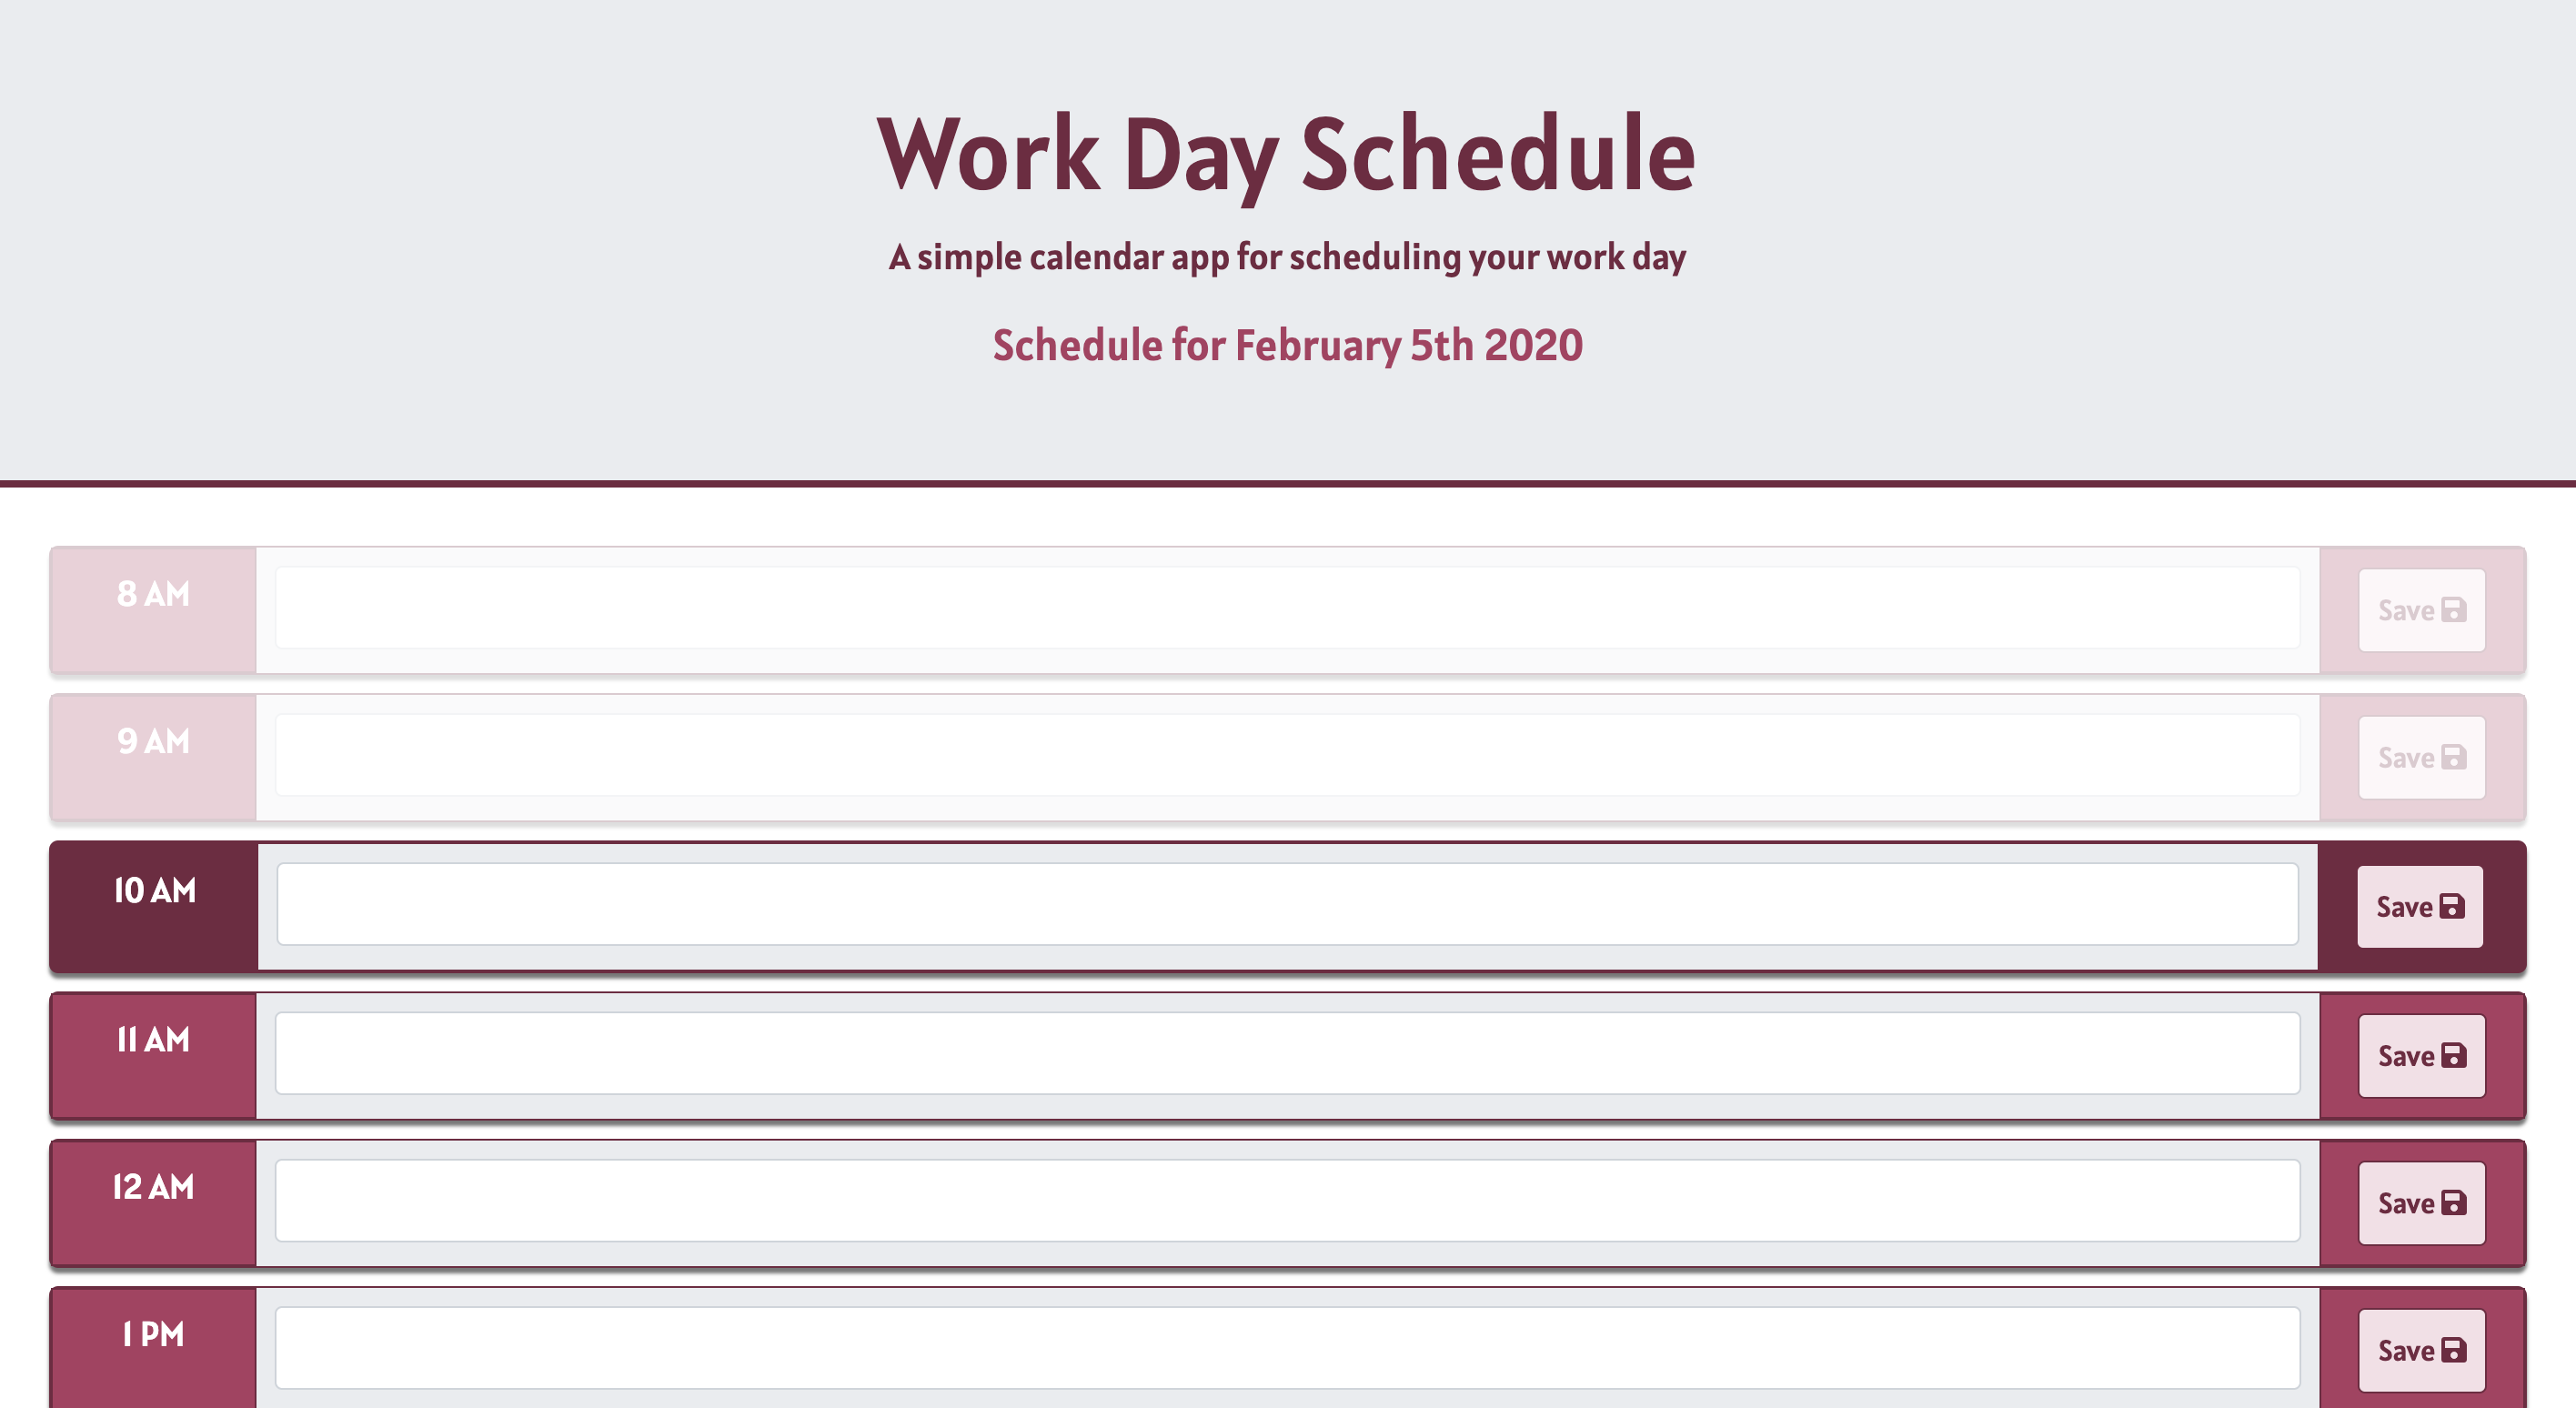 Work Day Schedule
A simple calendar app for scheduling your work day
Schedule for February 5th 2020
8 AM Save
9 AM Save
10 AM Save
11 AM Save
12 AM Save
1 PM Save